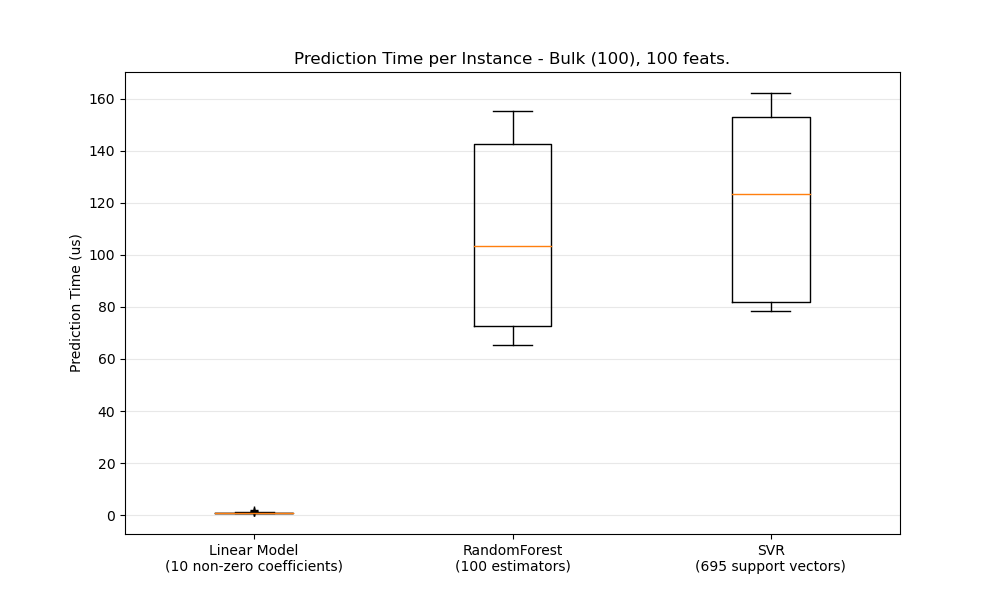 Prediction Time per Instance - Bulk (100), 100 feats.
160
140
120
100
80
60
40
20
0
Prediction Time (us)
Linear Model
(10 non-zero coefficients)
RandomForest
(100 estimators)
SVR
(695 support vectors)